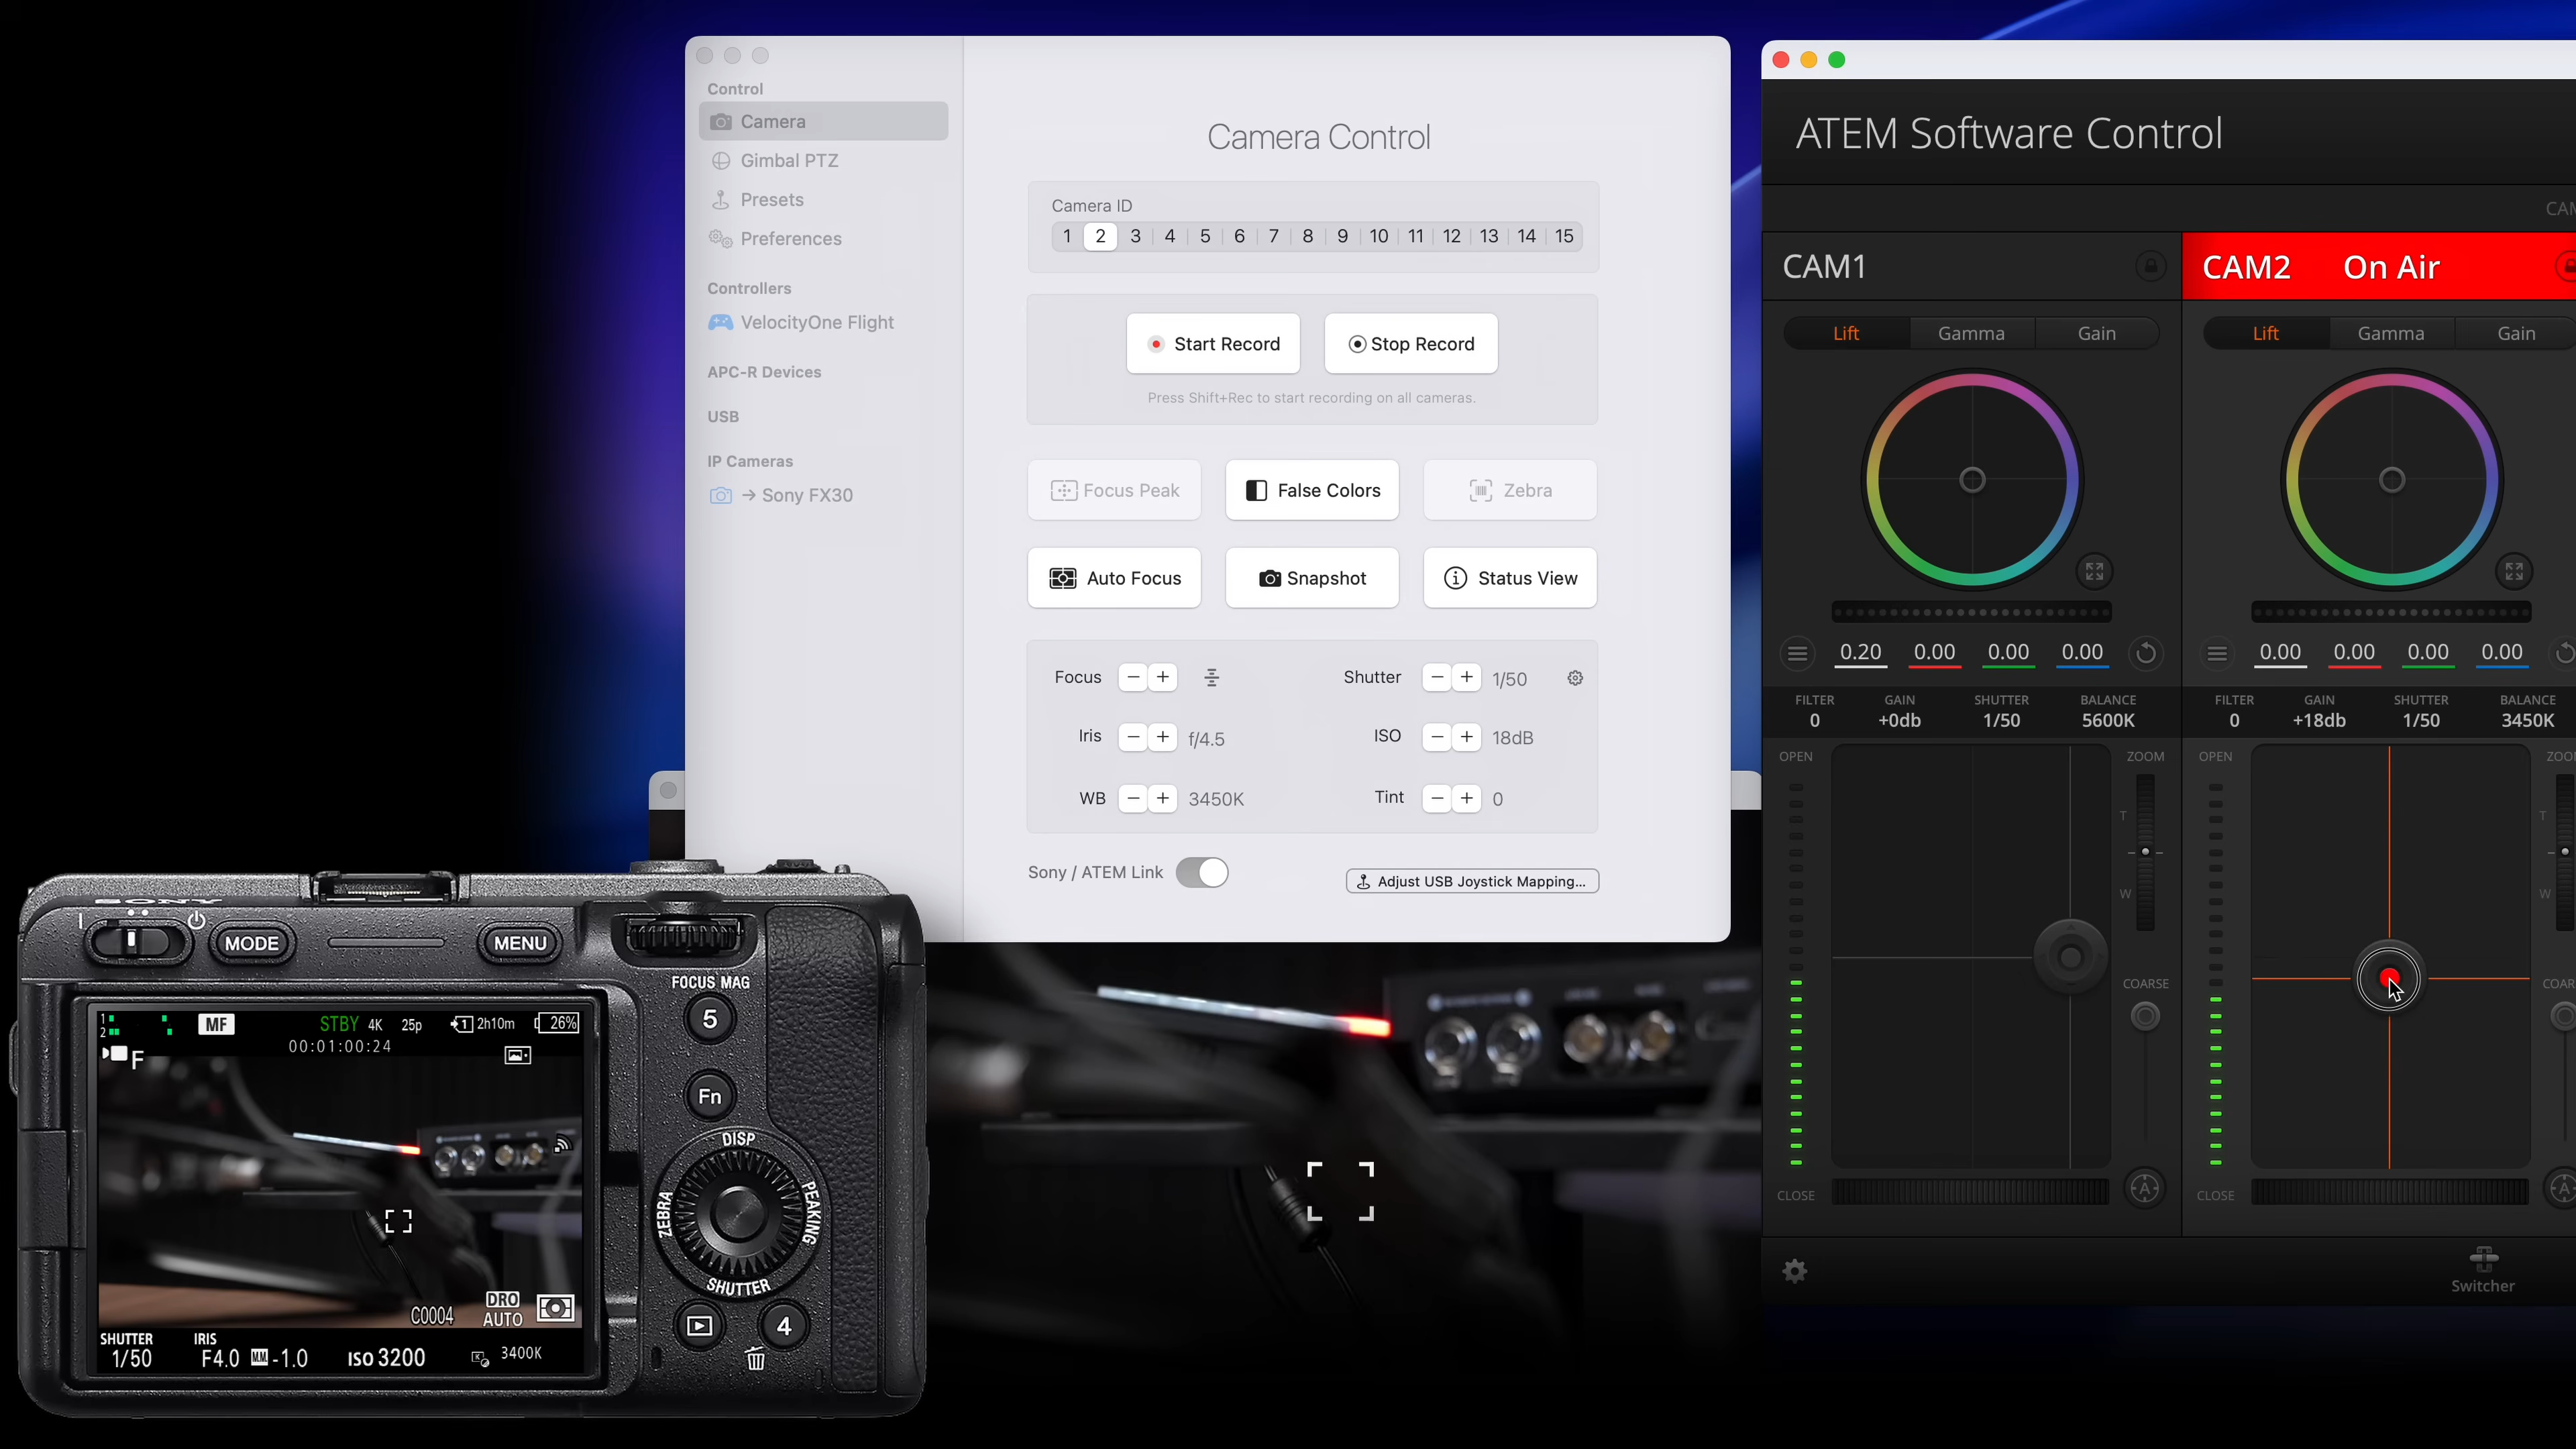 Control
Camera
Gimbal PTZ
Presets
Preferences
Controllers
VelocityOne Flight
APC-R Devices
USB
IP Cameras
→ Sony FX30
Camera Control
Camera ID
1 2 3 4 5 6 7 8 9 10 11 12 13 14 15
Start Record
Stop Record
Press Shift+Rec to start recording on all cameras.
Focus Peak
False Colors
Zebra
Auto Focus
Snapshot
Status View
Focus − +
Shutter − + 1/50
Iris − + f/4.5
ISO − + 18dB
WB − + 3450K
Tint − + 0
Sony / ATEM Link
Adjust USB Joystick Mapping...
ATEM Software Control
CAM1
Lift Gamma Gain
0.20 0.00 0.00 0.00
FILTER GAIN SHUTTER BALANCE
0 +0db 1/50 5600K
OPEN
ZOOM
T
W
COARSE
CLOSE
A
CAM2 On Air
Lift Gamma Gain
0.00 0.00 0.00 0.00
FILTER GAIN SHUTTER BALANCE
0 +18db 1/50 3450K
OPEN
T
W
CLOSE
A
Switcher
SONY
MODE
MENU
FOCUS MAG
5
Fn
DISP
ZEBRA
PEAKING
SHUTTER
4
1
2
MF
STBY 4K 25p 1 2h10m 26%
00:01:00:24
F
C0004
DRO
AUTO
SHUTTER
1/50
IRIS
F4.0 M.M. -1.0
ISO 3200
3400K